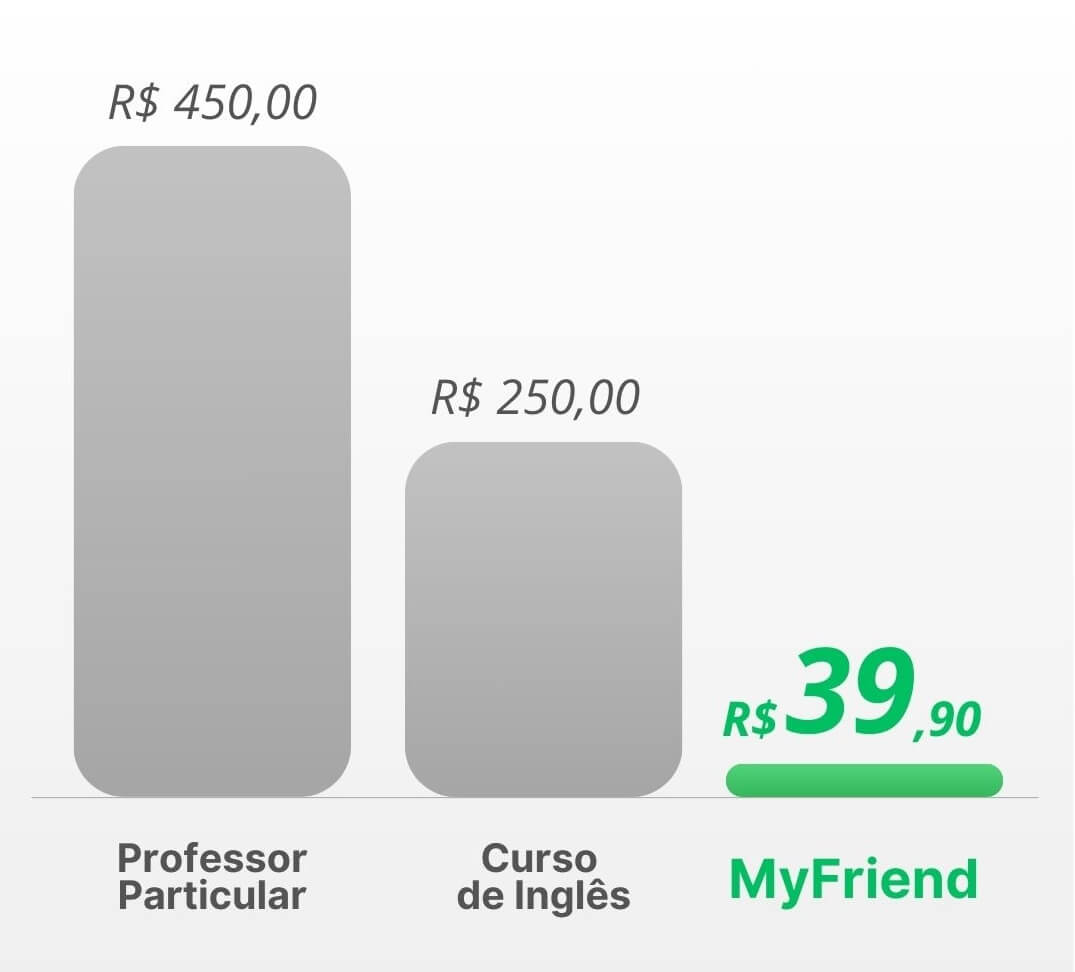 R$ 450,00
R$ 250,00
R$39,90
Professor
Particular
Curso
de Inglês
MyFriend